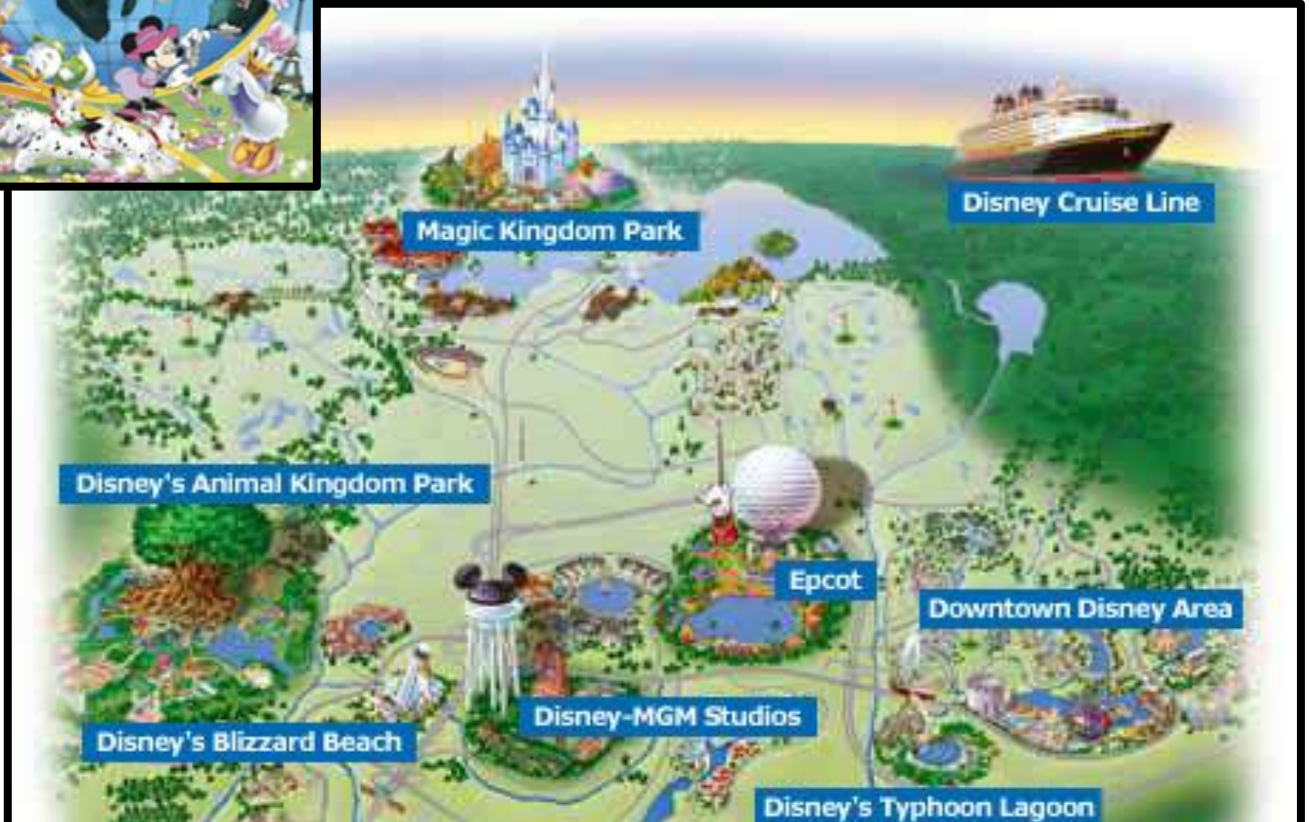 Magic Kingdom Park
Disney Cruise Line
Disney's Animal Kingdom Park
Epcot
Downtown Disney Area
Disney-MGM Studios
Disney's Blizzard Beach
Disney's Typhoon Lagoon